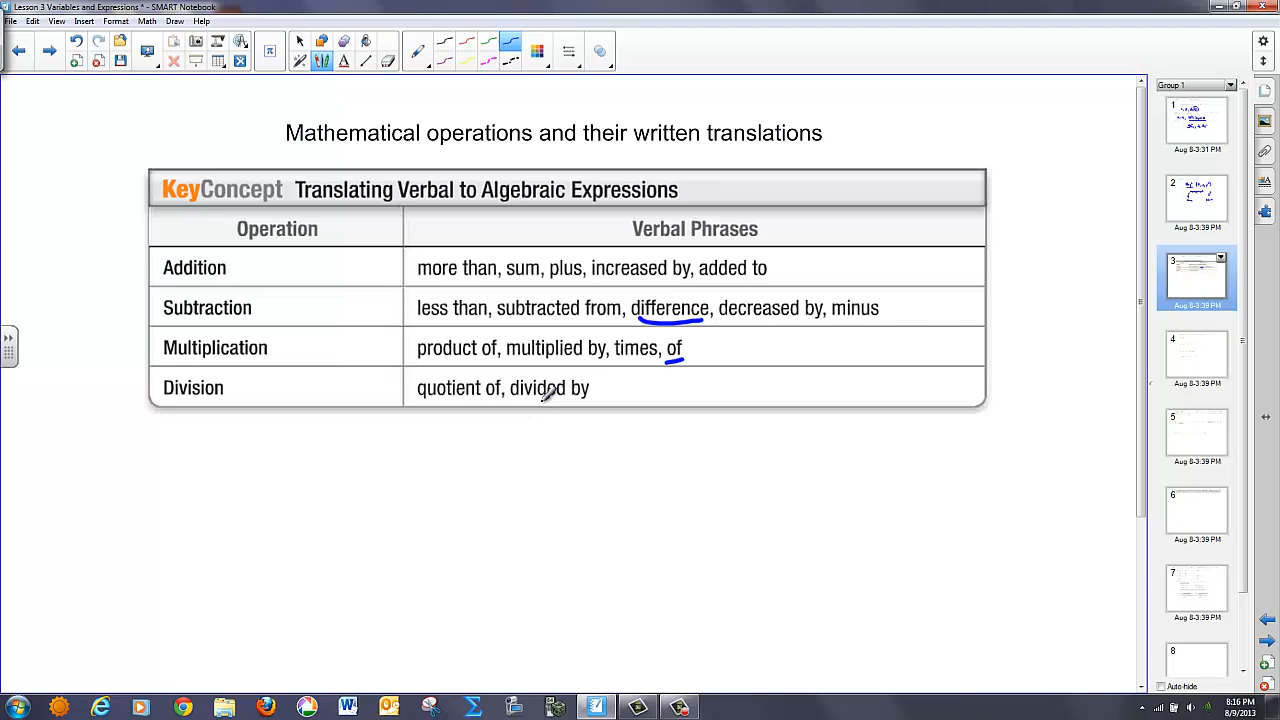 Lesson 3 Variables and Expressions * - SMART Notebook
File Edit View Insert Format Math Draw Help
Group 1
Mathematical operations and their written translations
KeyConcept Translating Verbal to Algebraic Expressions
Operation Verbal Phrases
Addition more than, sum, plus, increased by, added to
Subtraction less than, subtracted from, difference, decreased by, minus
Multiplication product of, multiplied by, times, of
Division quotient of, divided by
1
Aug 8-3:31 PM
2
Aug 8-3:39 PM
3
Aug 8-3:39 PM
4
Aug 8-3:39 PM
5
Aug 8-3:39 PM
6
Aug 8-3:39 PM
7
Aug 8-3:39 PM
8
Auto-hide
8:16 PM
8/9/2013